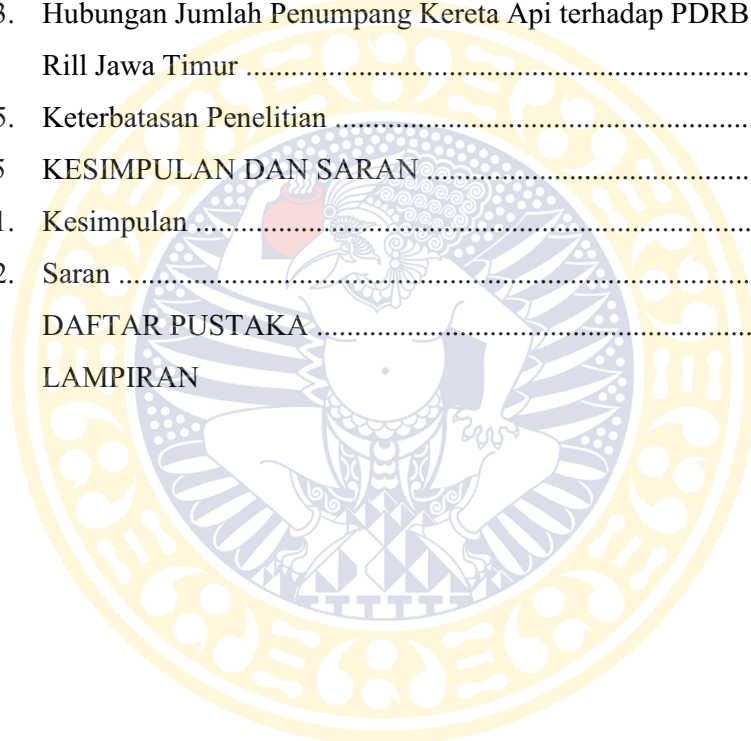 3. Hubungan Jumlah Penumpang Kereta Api terhadap PDRB
Rill Jawa Timur ....................................................................
5. Keterbatasan Penelitian ........................................................
5 KESIMPULAN DAN SARAN ............................................
1. Kesimpulan ..........................................................................
2. Saran .....................................................................................
DAFTAR PUSTAKA ..........................................................
LAMPIRAN